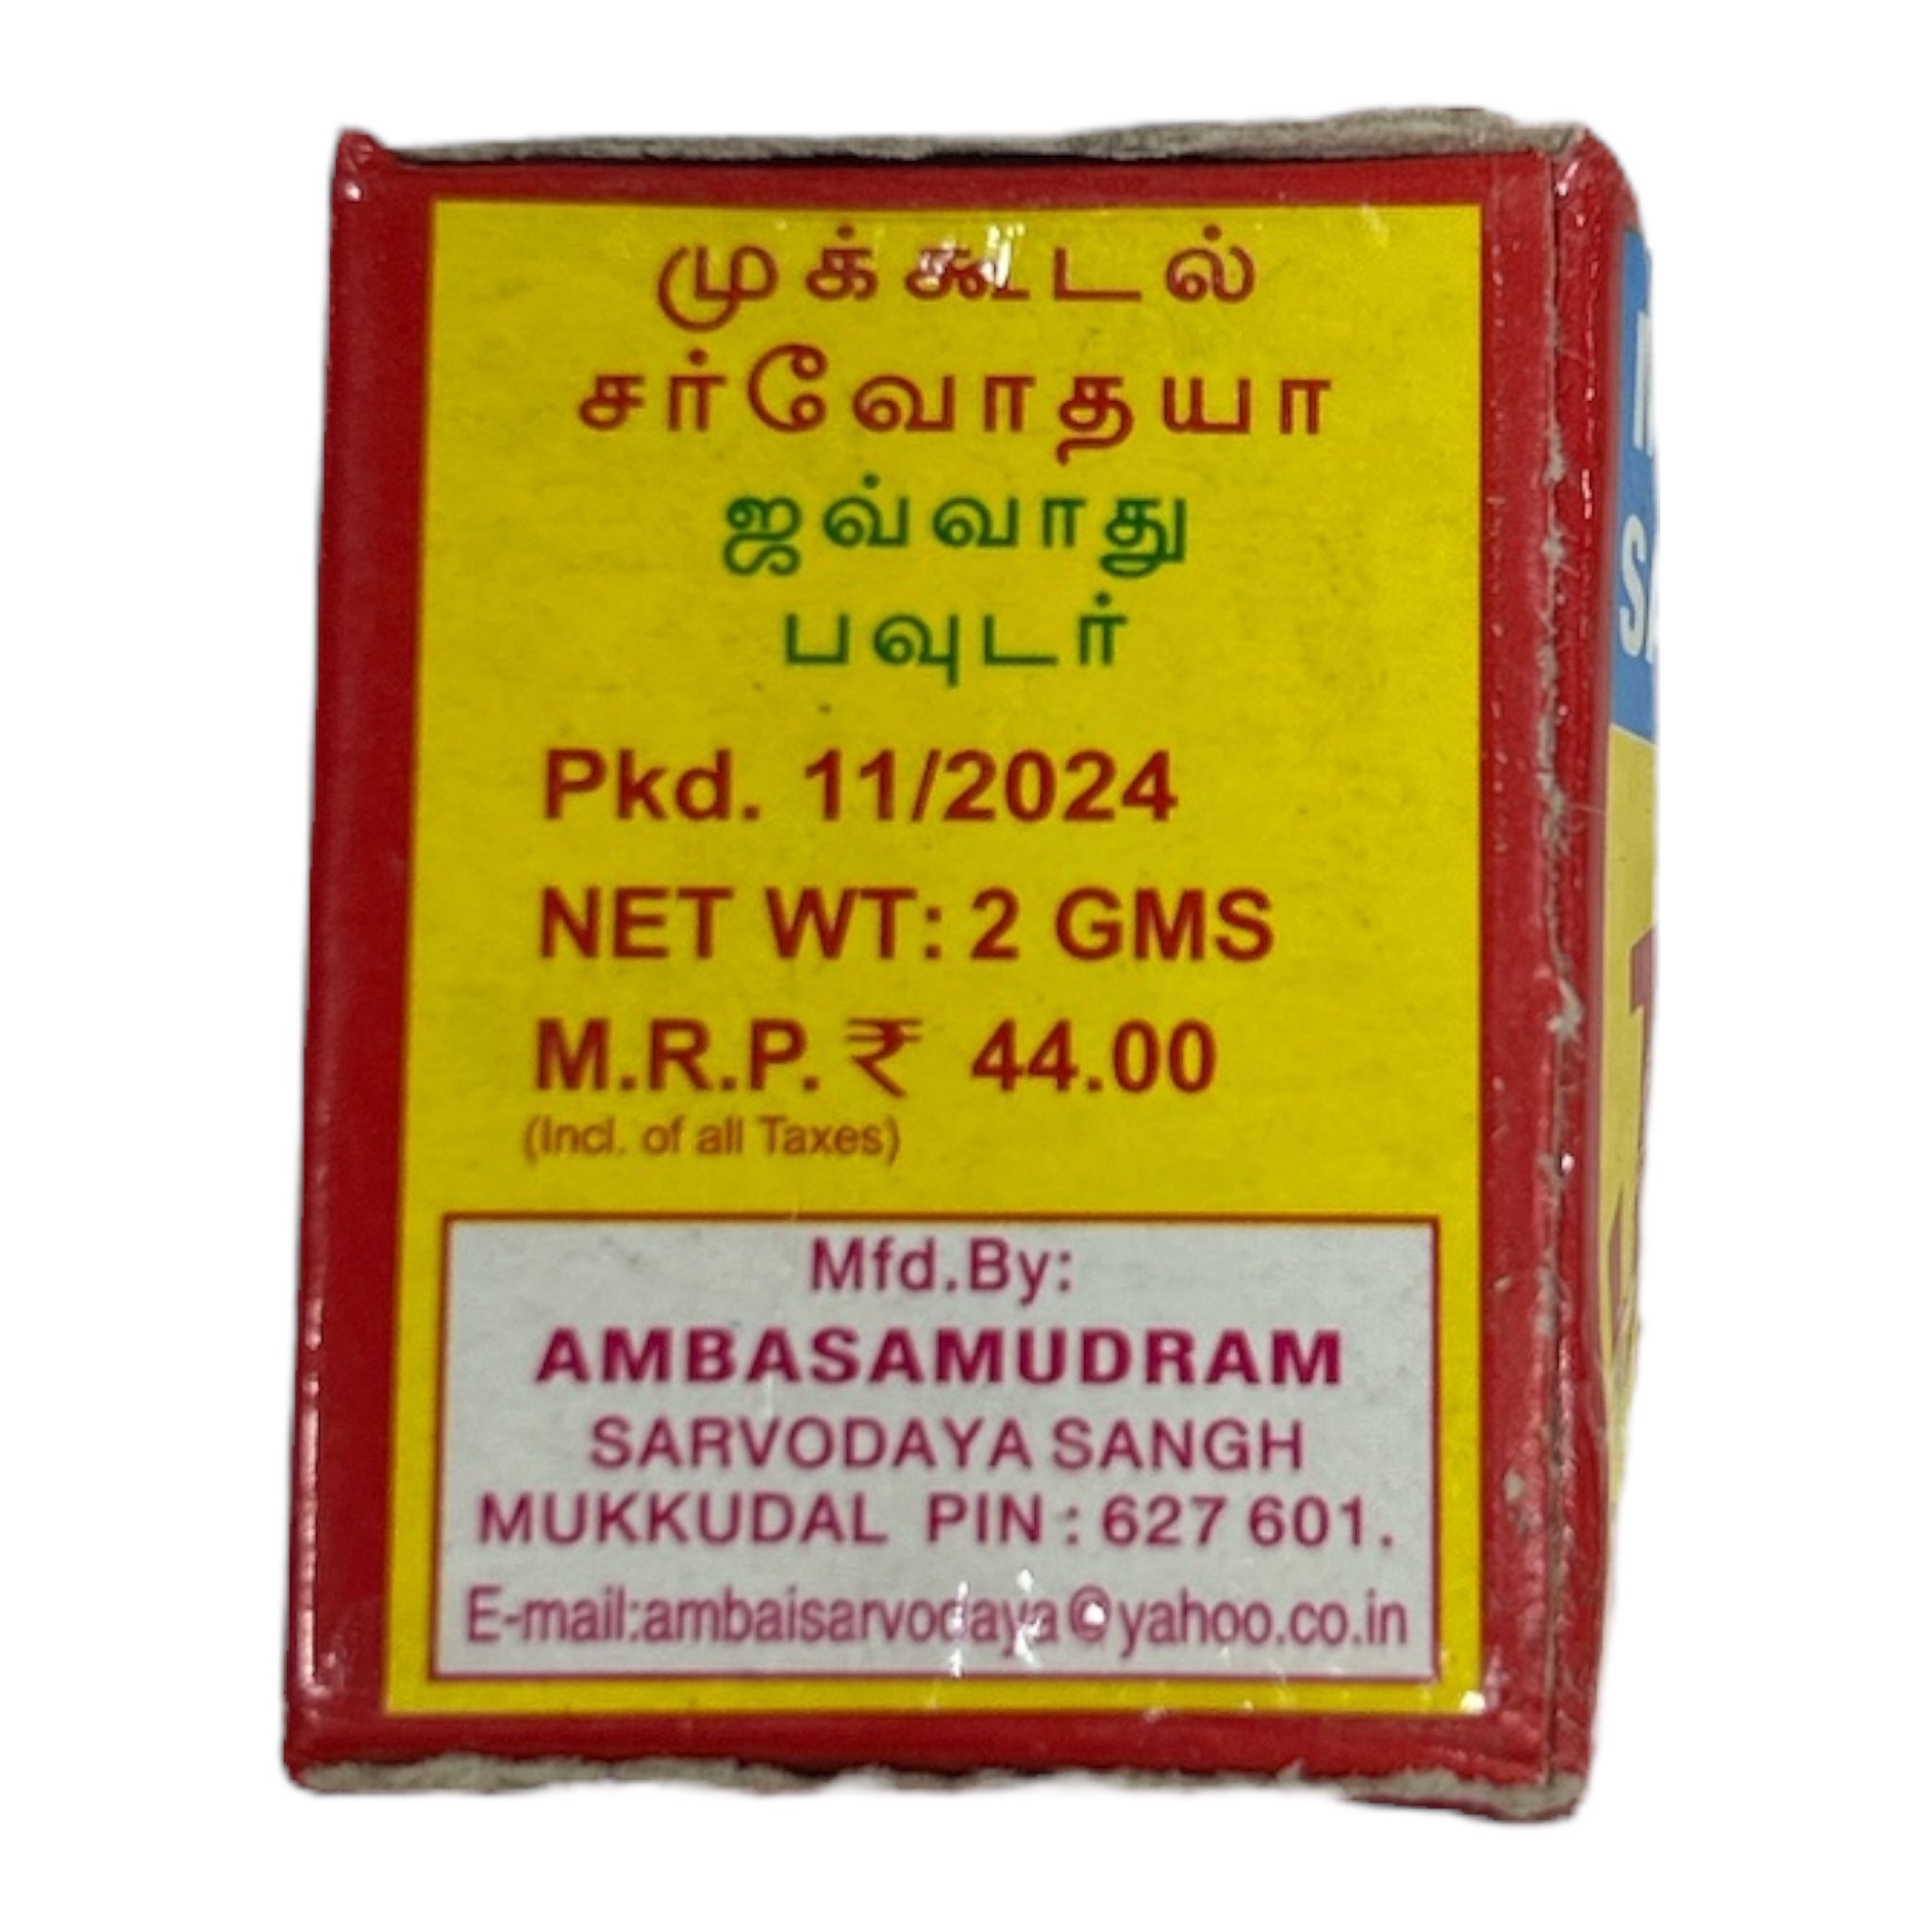 முக்கூடல்
சர்வோதயா
ஜவ்வாது
பவுடர்
Pkd. 11/2024
NET WT: 2 GMS
M.R.P. ₹ 44.00
(Incl. of all Taxes)
Mfd.By:
AMBASAMUDRAM
SARVODAYA SANGH
MUKKUDAL PIN : 627 601.
E-mail:ambaisarvodaya@yahoo.co.in